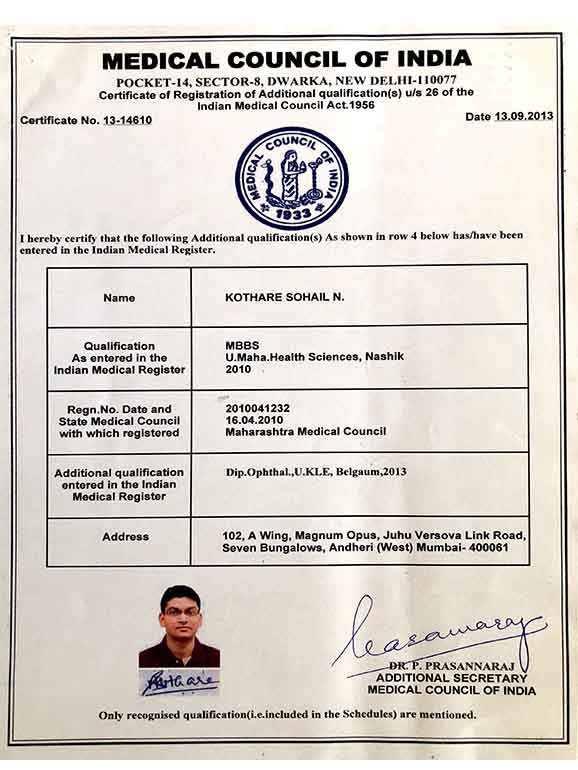 MEDICAL COUNCIL OF INDIA
POCKET-14, SECTOR-8, DWARKA, NEW DELHI-110077
Certificate of Registration of Additional qualification(s) u/s 26 of the
Indian Medical Council Act.1956
Certificate No. 13-14610
Date 13.09.2013
MEDICAL COUNCIL OF INDIA
1933
I hereby certify that the following Additional qualification(s) As shown in row 4 below has/have been
entered in the Indian Medical Register.
Name
KOTHARE SOHAIL N.
Qualification
As entered in the
Indian Medical Register
MBBS
U.Maha.Health Sciences, Nashik
2010
Regn.No. Date and
State Medical Council
with which registered
2010041232
16.04.2010
Maharashtra Medical Council
Additional qualification
entered in the Indian
Medical Register
Dip.Ophthal.,U.KLE, Belgaum,2013
Address
102, A Wing, Magnum Opus, Juhu Versova Link Road,
Seven Bungalows, Andheri (West) Mumbai- 400061
DR. P. PRASANNARAJ
ADDITIONAL SECRETARY
MEDICAL COUNCIL OF INDIA
Only recognised qualification(i.e.included in the Schedules) are mentioned.